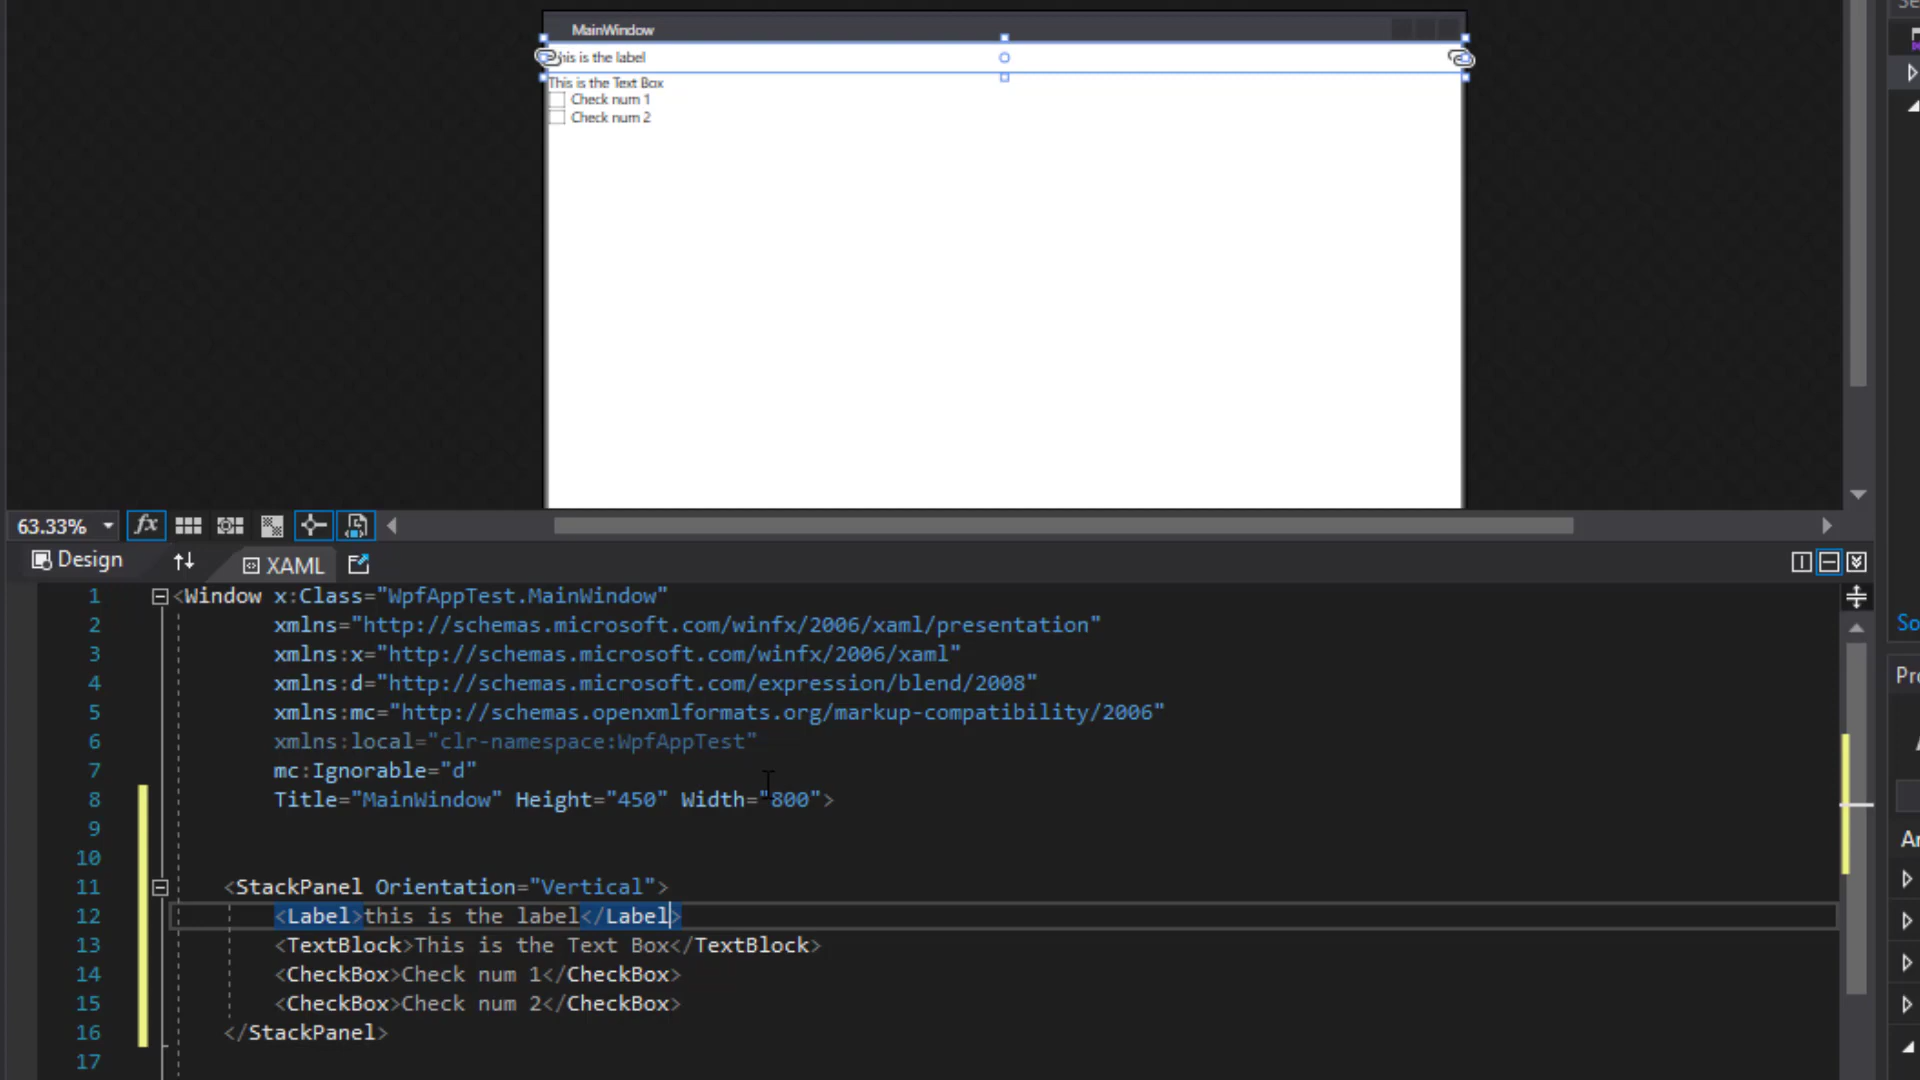 MainWindow
his is the label
This is the Text Box
Check num 1
Check num 2
63.33%
fx
Design
XAML
1 <Window x:Class="WpfAppTest.MainWindow"
2 xmlns="http://schemas.microsoft.com/winfx/2006/xaml/presentation"
3 xmlns:x="http://schemas.microsoft.com/winfx/2006/xaml"
4 xmlns:d="http://schemas.microsoft.com/expression/blend/2008"
5 xmlns:mc="http://schemas.openxmlformats.org/markup-compatibility/2006"
6 xmlns:local="clr-namespace:WpfAppTest"
7 mc:Ignorable="d"
8 Title="MainWindow" Height="450" Width="800">
9
10
11 <StackPanel Orientation="Vertical">
12 <Label>this is the label</Label>
13 <TextBlock>This is the Text Box</TextBlock>
14 <CheckBox>Check num 1</CheckBox>
15 <CheckBox>Check num 2</CheckBox>
16 </StackPanel>
17
So
Pro